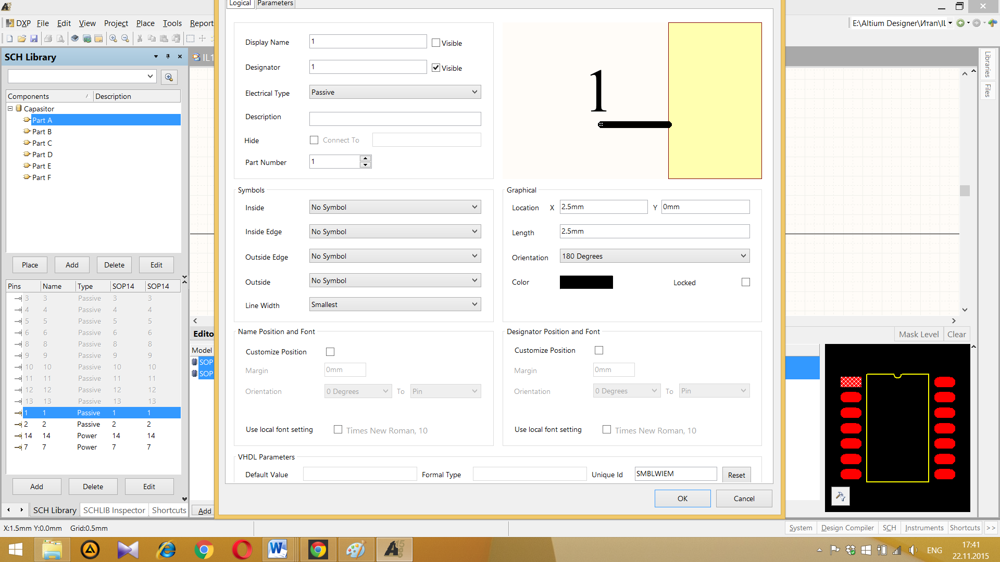 Logical Parameters
DXP File Edit View Project Place Tools Report
E:\Altium Designer\Итап\IL
SCH Library
IL1
Components Description
Capasitor
Part A
Part B
Part C
Part D
Part E
Part F
Place Add Delete Edit
Pins Name Type SOP14 SOP14
3 3 Passive 3 3
4 4 Passive 4 4
5 5 Passive 5 5
6 6 Passive 6 6
8 8 Passive 8 8
9 9 Passive 9 9
10 10 Passive 10 10
11 11 Passive 11 11
12 12 Passive 12 12
13 13 Passive 13 13
1 1 Passive 1 1
2 2 Passive 2 2
14 14 Power 14 14
7 7 Power 7 7
Add Delete Edit
SCH Library SCHLIB Inspector Shortcuts
Edito
Model
SOP
SOP
Add
Display Name 1 Visible
Designator 1 Visible
Electrical Type Passive
Description
Hide Connect To
Part Number 1
1
Symbols
Inside No Symbol
Inside Edge No Symbol
Outside Edge No Symbol
Outside No Symbol
Line Width Smallest
Graphical
Location X 2.5mm Y 0mm
Length 2.5mm
Orientation 180 Degrees
Color Locked
Name Position and Font
Customize Position
Margin 0mm
Orientation 0 Degrees To Pin
Use local font setting Times New Roman, 10
Designator Position and Font
Customize Position
Margin 0mm
Orientation 0 Degrees To Pin
Use local font setting Times New Roman, 10
VHDL Parameters
Default Value Formal Type Unique Id SMBLWIEM Reset
OK Cancel
Libraries
Files
Mask Level Clear
X:1.5mm Y:0.0mm Grid:0.5mm
System Design Compiler SCH Instruments Shortcuts >>
ENG
17:41
22.11.2015